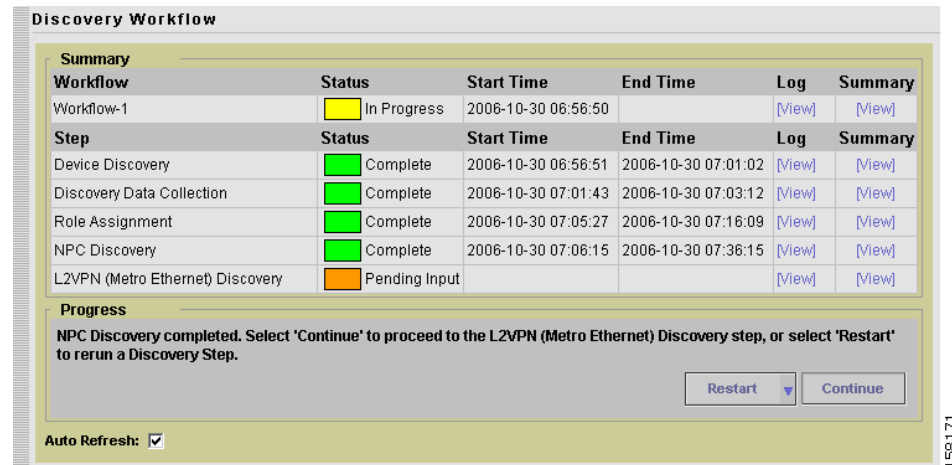 Discovery Workflow
Summary
Workflow Status Start Time End Time Log Summary
Workflow-1 In Progress 2006-10-30 06:56:50 [View] [View]
Step Status Start Time End Time Log Summary
Device Discovery Complete 2006-10-30 06:56:51 2006-10-30 07:01:02 [View] [View]
Discovery Data Collection Complete 2006-10-30 07:01:43 2006-10-30 07:03:12 [View] [View]
Role Assignment Complete 2006-10-30 07:05:27 2006-10-30 07:16:09 [View] [View]
NPC Discovery Complete 2006-10-30 07:06:15 2006-10-30 07:36:15 [View] [View]
L2VPN (Metro Ethernet) Discovery Pending Input [View] [View]
Progress
NPC Discovery completed. Select 'Continue' to proceed to the L2VPN (Metro Ethernet) Discovery step, or select 'Restart'
to rerun a Discovery Step.
Restart Continue
Auto Refresh:
158171